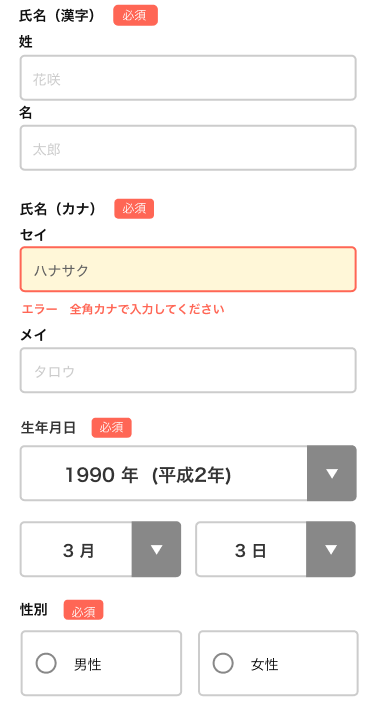 氏名（漢字） 必須
姓
花咲
名
太郎
氏名（カナ） 必須
セイ
ハナサク
エラー　全角カナで入力してください
メイ
タロウ
生年月日 必須
1990 年 (平成2年) ▼
3 月 ▼ 3 日 ▼
性別 必須
男性 女性